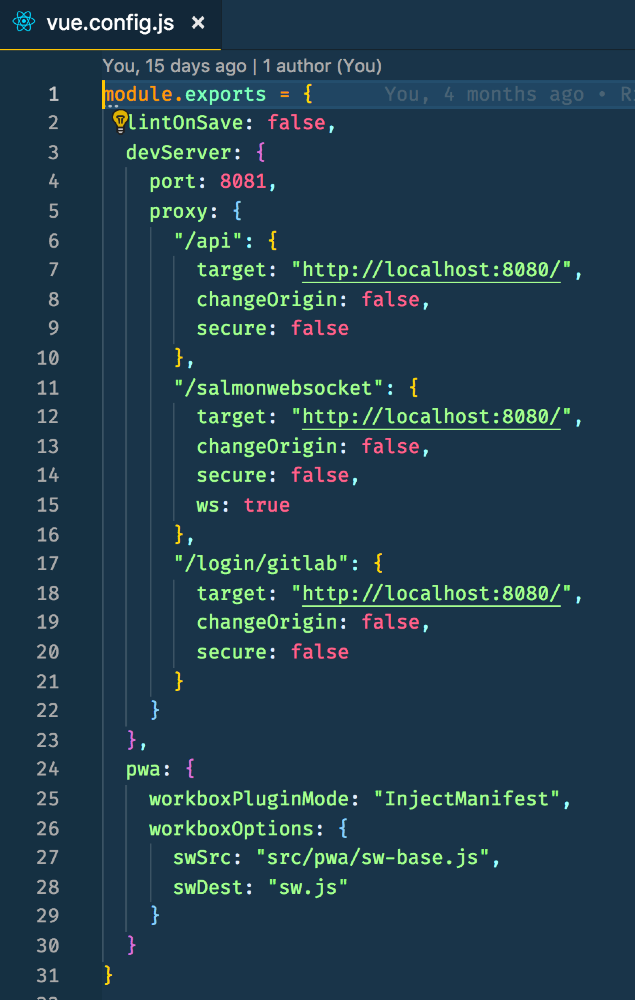 vue.config.js ×
You, 15 days ago | 1 author (You)
1 module.exports = { You, 4 months ago •
2 lintOnSave: false,
3 devServer: {
4 port: 8081,
5 proxy: {
6 "/api": {
7 target: "http://localhost:8080/",
8 changeOrigin: false,
9 secure: false
10 },
11 "/salmonwebsocket": {
12 target: "http://localhost:8080/",
13 changeOrigin: false,
14 secure: false,
15 ws: true
16 },
17 "/login/gitlab": {
18 target: "http://localhost:8080/",
19 changeOrigin: false,
20 secure: false
21 }
22 }
23 },
24 pwa: {
25 workboxPluginMode: "InjectManifest",
26 workboxOptions: {
27 swSrc: "src/pwa/sw-base.js",
28 swDest: "sw.js"
29 }
30 }
31 }